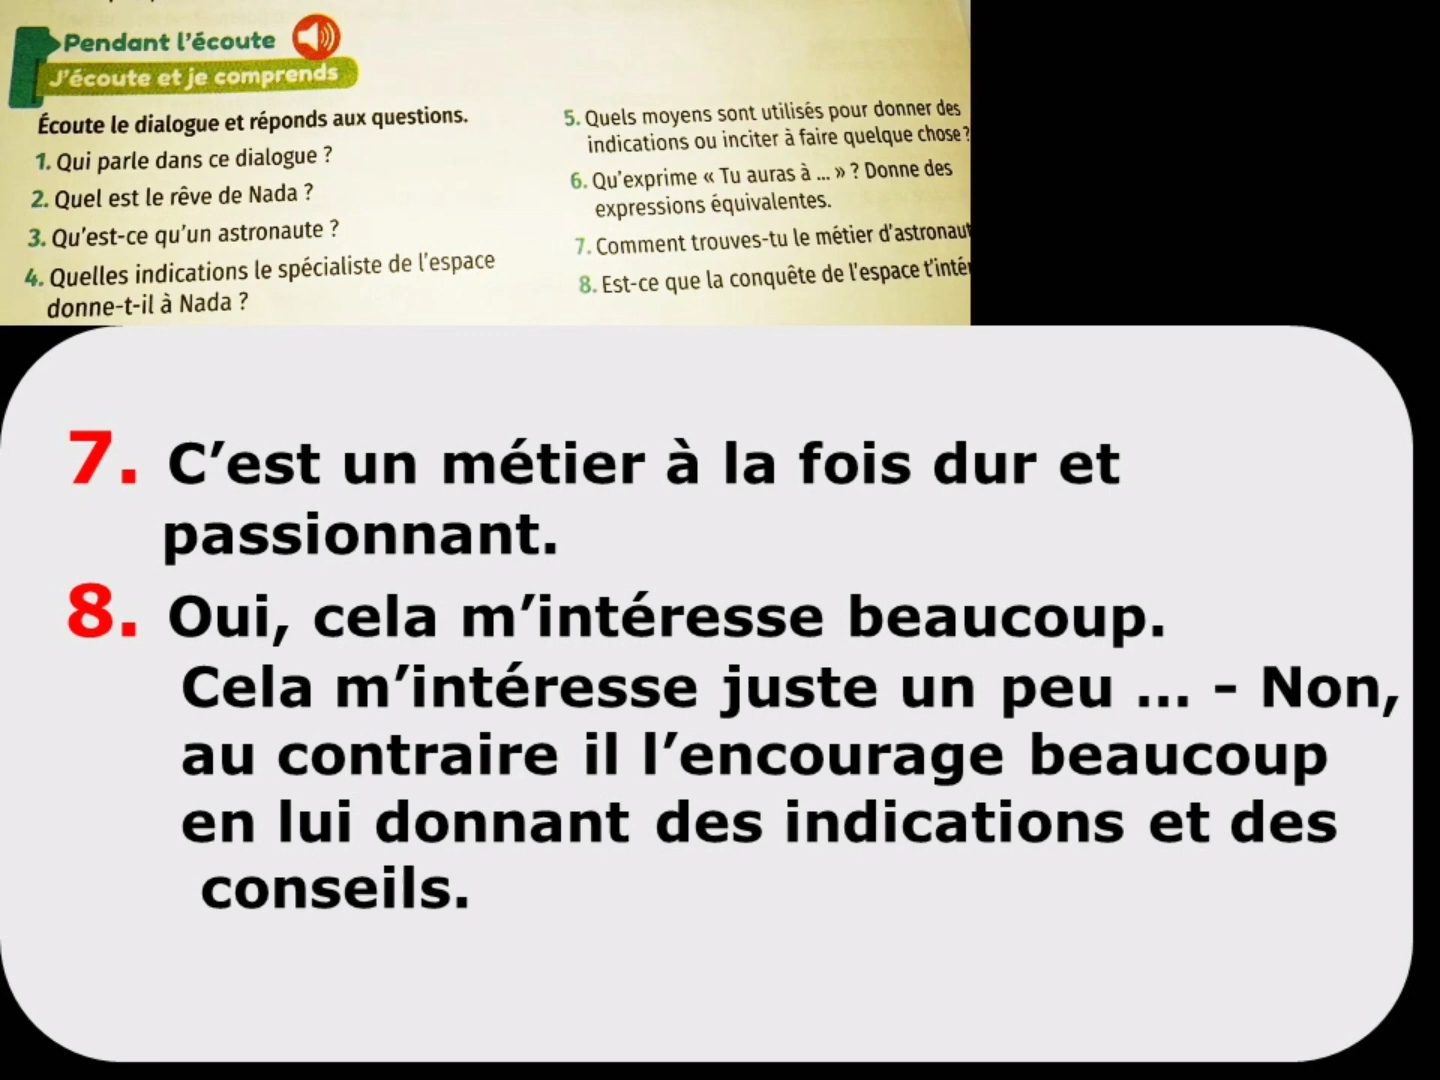 Pendant l'écoute
J'écoute et je comprends
Écoute le dialogue et réponds aux questions.
1. Qui parle dans ce dialogue ?
2. Quel est le rêve de Nada ?
3. Qu'est-ce qu'un astronaute ?
4. Quelles indications le spécialiste de l'espace
donne-t-il à Nada ?
5. Quels moyens sont utilisés pour donner des
indications ou inciter à faire quelque chose ?
6. Qu'exprime « Tu auras à ... » ? Donne des
expressions équivalentes.
7. Comment trouves-tu le métier d'astronaut
8. Est-ce que la conquête de l'espace t'intér
7. C’est un métier à la fois dur et
passionnant.
8. Oui, cela m’intéresse beaucoup.
Cela m’intéresse juste un peu ... - Non,
au contraire il l’encourage beaucoup
en lui donnant des indications et des
conseils.